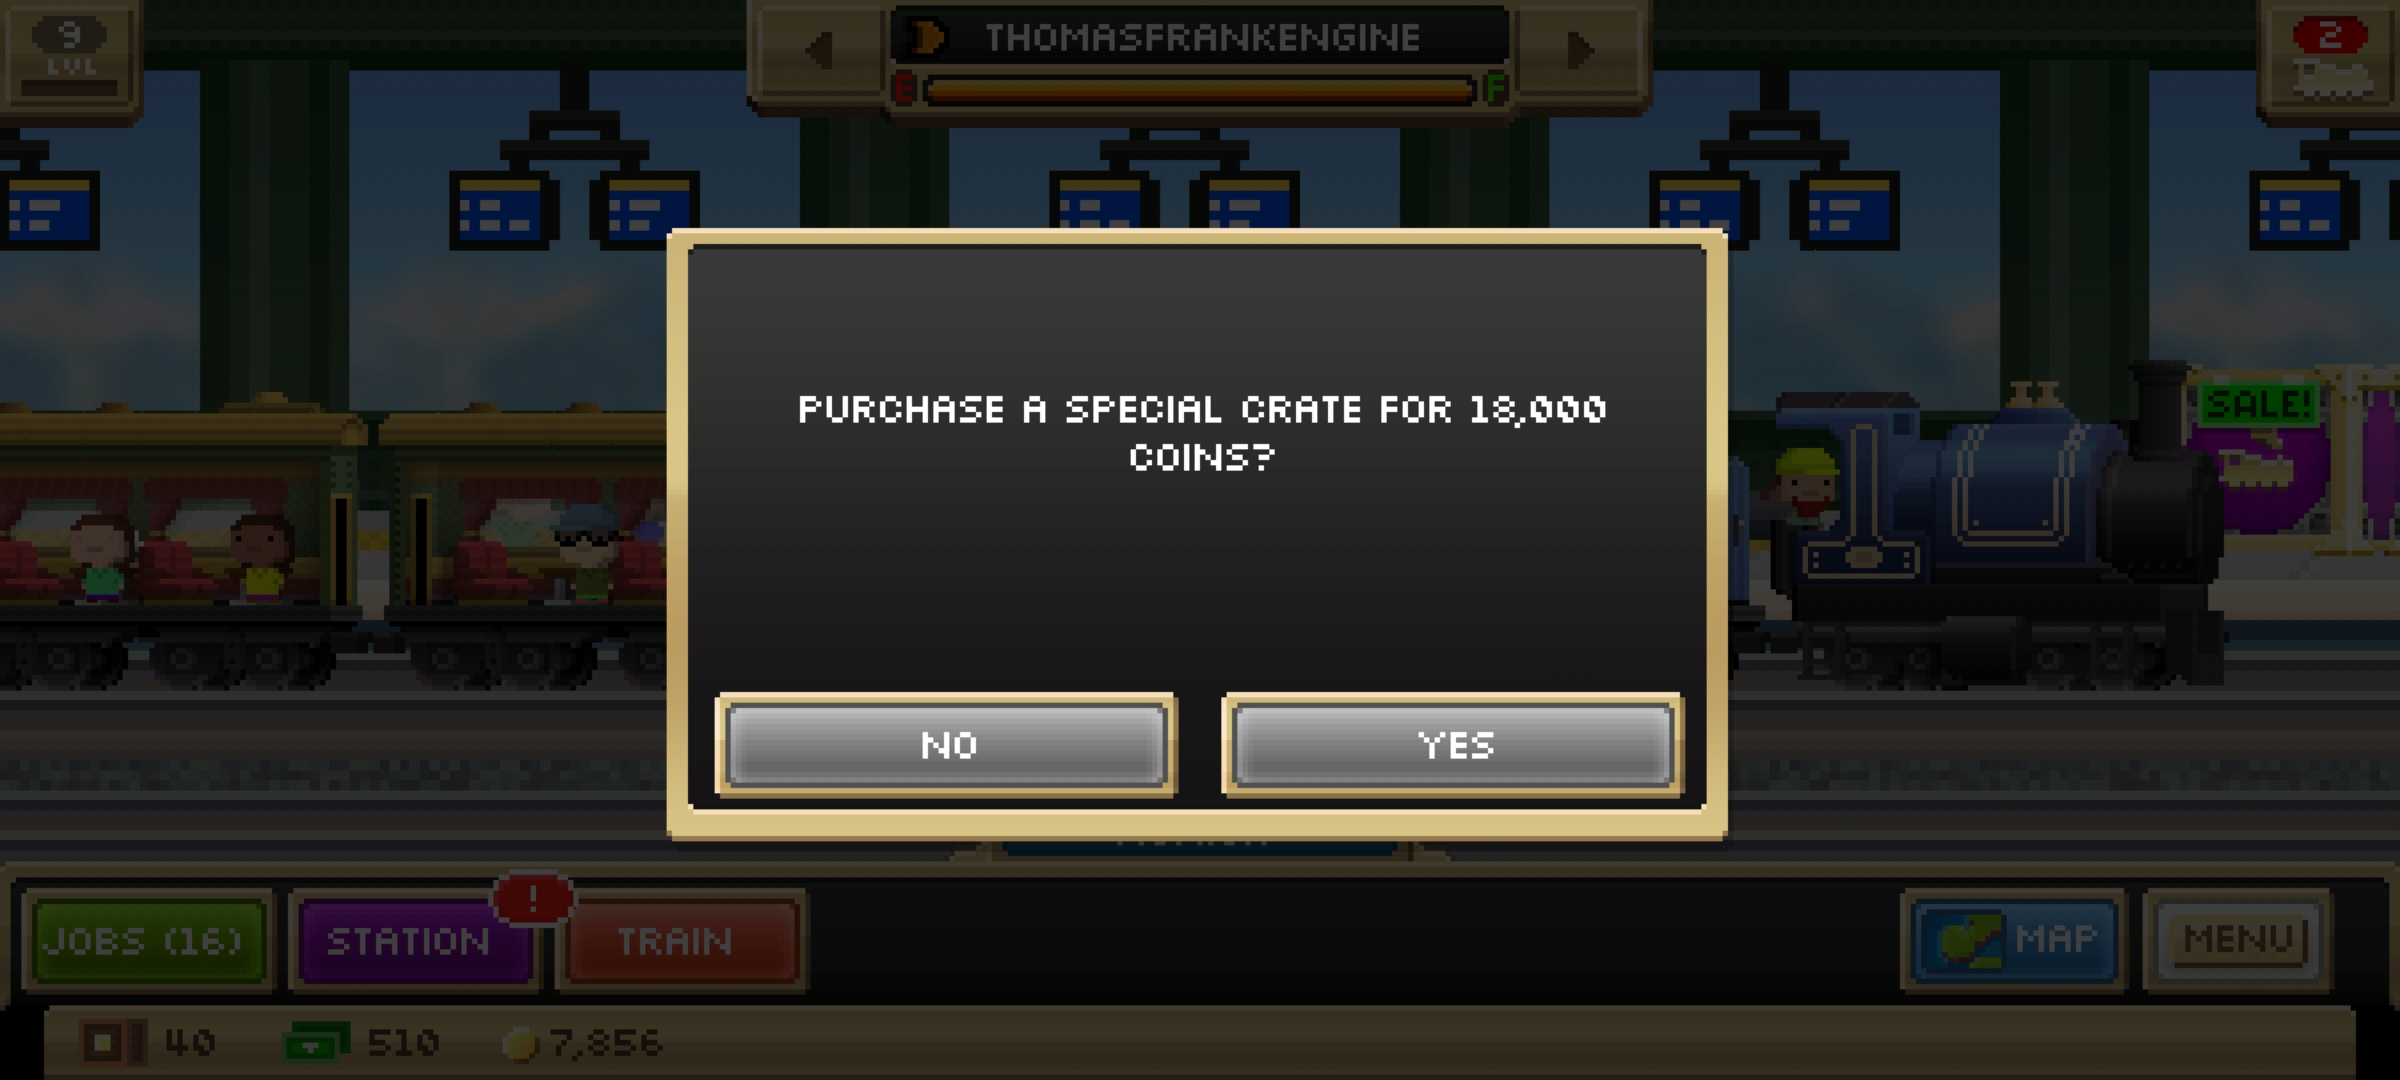 9
LVL
THOMASFRANKENGINE
E
F
2
SALE!
PURCHASE A SPECIAL CRATE FOR 18,000
COINS?
NO
YES
!
JOBS (16)
STATION
TRAIN
MAP
MENU
40
510
7,856